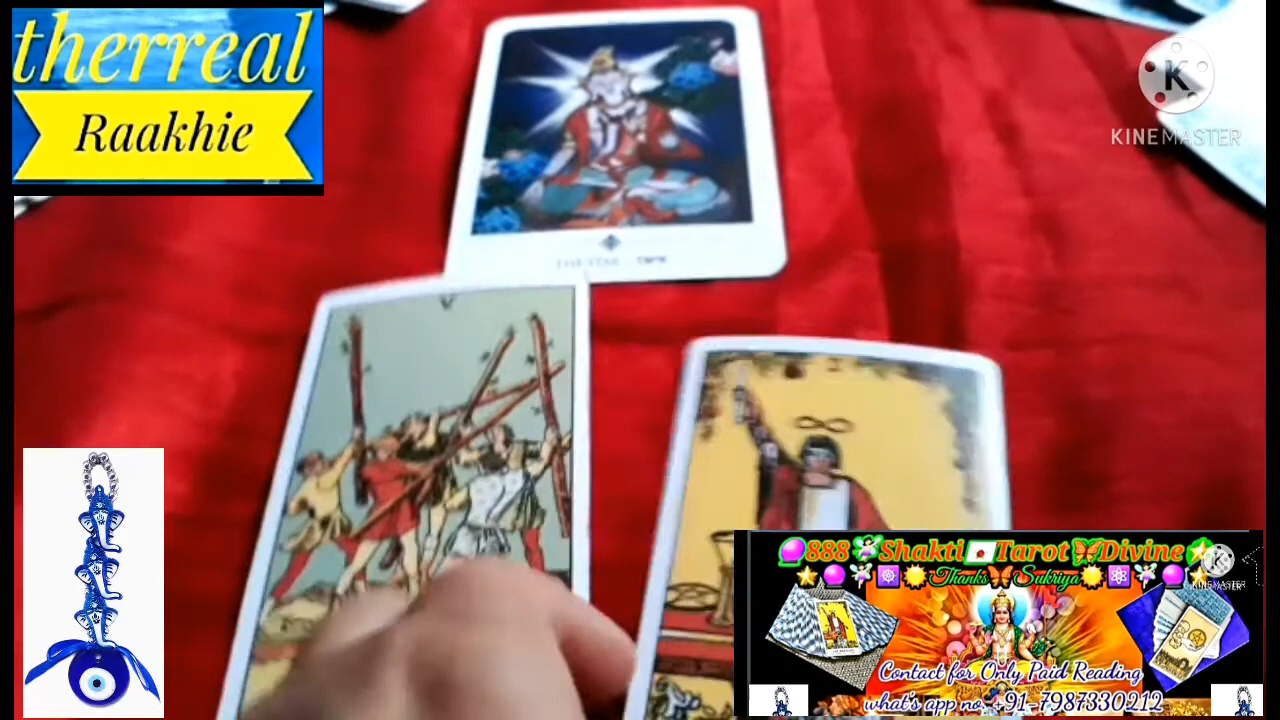 therreal
Raakhie
K
KINEMASTER
V
888 Shakti Tarot Divine
Thanks Sukriya
KINEMASTER
Contact for Only Paid Reading
what's app no. +91-7987330212